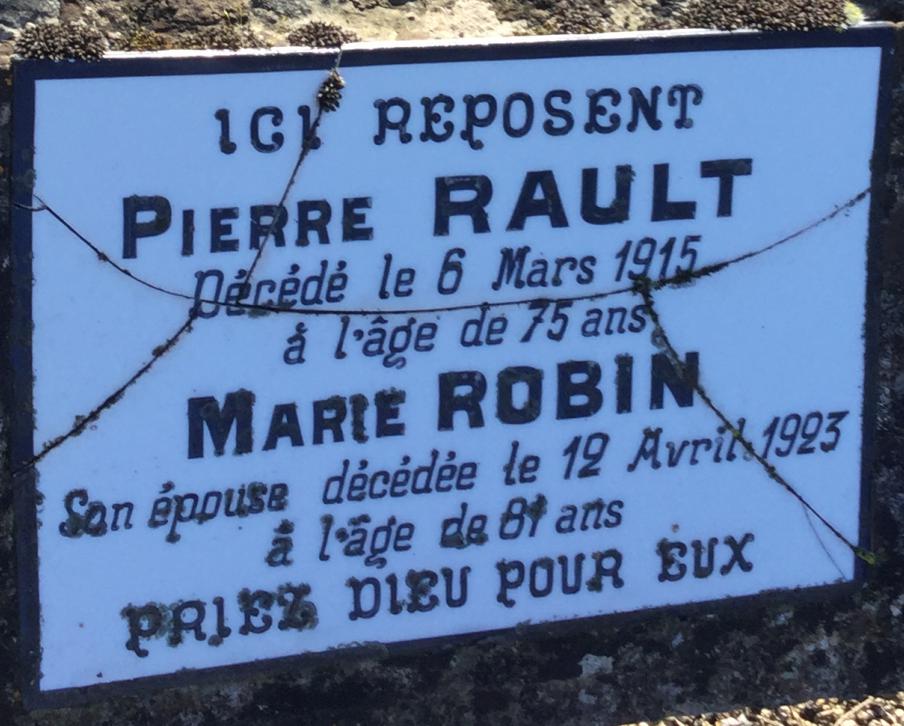 ICI REPOSENT
PIERRE RAULT
Décédé le 6 Mars 1915
à l'âge de 75 ans
MARIE ROBIN
Son épouse décédée le 12 Avril 1923
à l'âge de 81 ans
PRIEZ DIEU POUR EUX